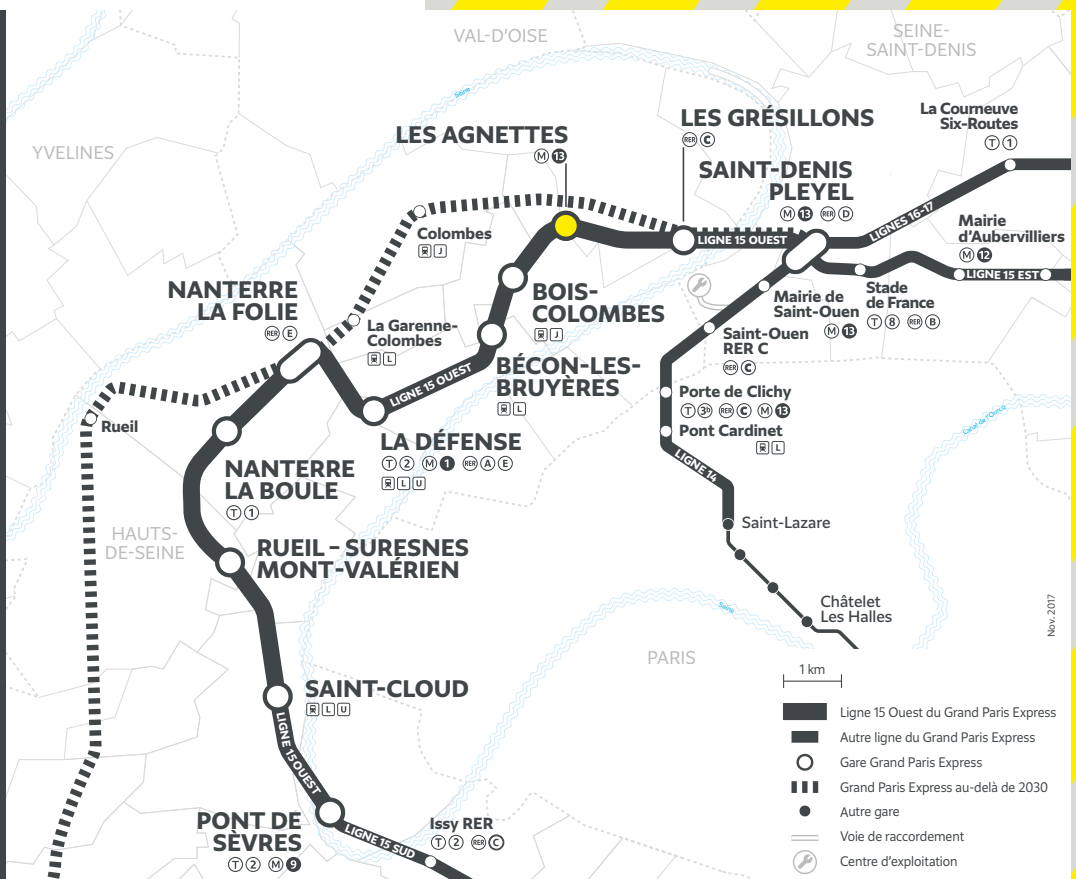 VAL-D'OISE
SEINE-
SAINT-DENIS
YVELINES
Seine
LES AGNETTES
M 13
LES GRÉSILLONS
RER C
La Courneuve
Six-Routes
T 1
SAINT-DENIS
PLEYEL
M 13 RER D
LIGNES 16-17
Mairie
d'Aubervilliers
M 12
LIGNE 15 OUEST
LIGNE 15 EST
Colombes
J
Stade
de France
T 8 RER B
NANTERRE
LA FOLIE
RER E
BOIS-
COLOMBES
J
Mairie de
Saint-Ouen
M 13
La Garenne-
Colombes
L
Saint-Ouen
RER C
RER C
BÉCON-LES-
BRUYÈRES
L
LIGNE 15 OUEST
Porte de Clichy
T 3b RER C M 13
Rueil
Pont Cardinet
L
Canal de l'Ourcq
LA DÉFENSE
T 2 M 1 RER A E
L U
NANTERRE
LA BOULE
T 1
LIGNE 14
Saint-Lazare
HAUTS-
DE-SEINE
RUEIL – SURESNES
MONT-VALÉRIEN
Châtelet
Les Halles
Seine
Nov. 2017
PARIS
SAINT-CLOUD
L U
LIGNE 15 OUEST
PONT DE
SÈVRES
T 2 M 9
LIGNE 15 SUD
Issy RER
T 2 RER C
1 km
Ligne 15 Ouest du Grand Paris Express
Autre ligne du Grand Paris Express
Gare Grand Paris Express
Grand Paris Express au-delà de 2030
Autre gare
Voie de raccordement
Centre d'exploitation